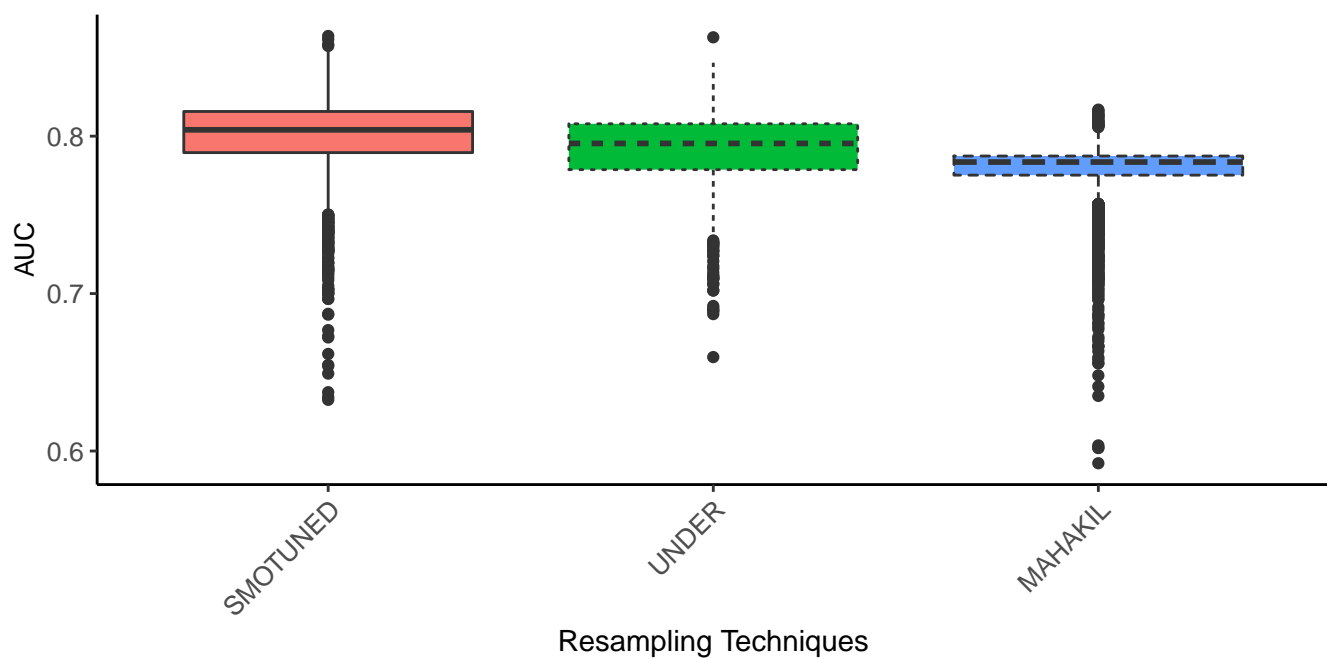 AUC
0.8
0.7
0.6
SMOTUNED
UNDER
MAHAKIL
Resampling Techniques